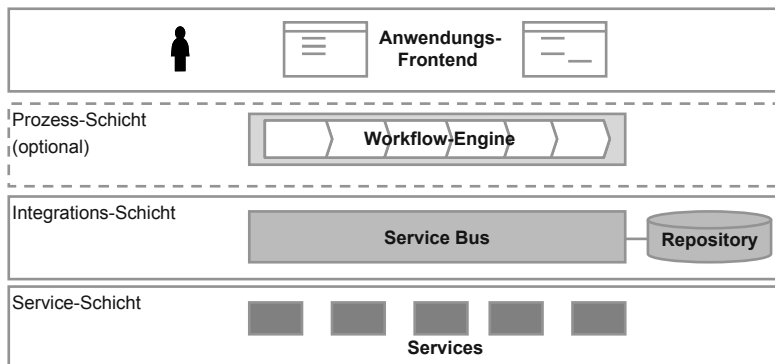 Anwendungs-
Frontend
Prozess-Schicht
(optional)
Workflow-Engine
Integrations-Schicht
Service Bus
Repository
Service-Schicht
Services